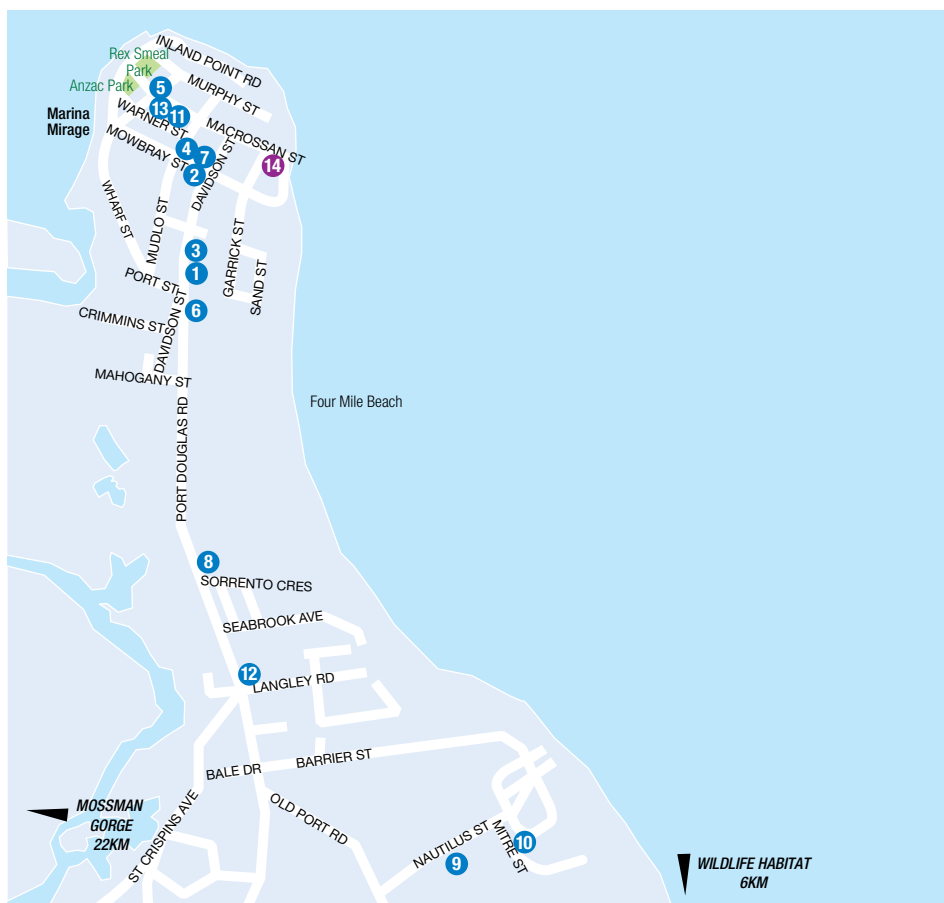 INLAND POINT RD
Rex Smeal
Park
Anzac Park
5
MURPHY ST
Marina
Mirage
13
11
WARNER ST
MACROSSAN ST
MOWBRAY ST
4
7
2
14
DAVIDSON ST
WHARF ST
MUDLO ST
GARRICK ST
SAND ST
3
1
PORT ST
6
CRIMMINS ST
DAVIDSON ST
MAHOGANY ST
Four Mile Beach
PORT DOUGLAS RD
8
SORRENTO CRES
SEABROOK AVE
12
LANGLEY RD
BARRIER ST
BALE DR
MOSSMAN
GORGE
22KM
ST CRISPINS AVE
OLD PORT RD
NAUTILUS ST
MITRE ST
10
9
WILDLIFE HABITAT
6KM